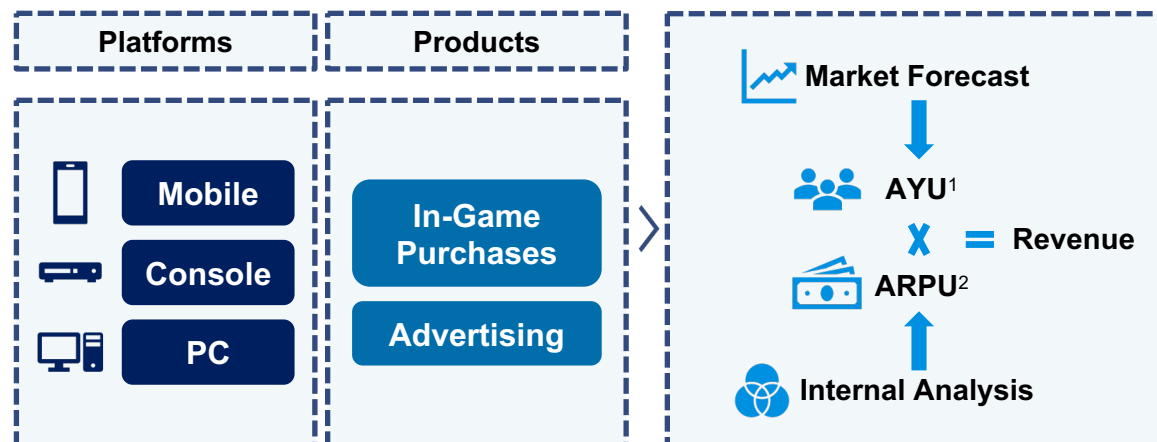 Platforms
Products
Mobile
Console
PC
In-Game
Purchases
Advertising
Market Forecast
AYU¹
X = Revenue
ARPU²
Internal Analysis